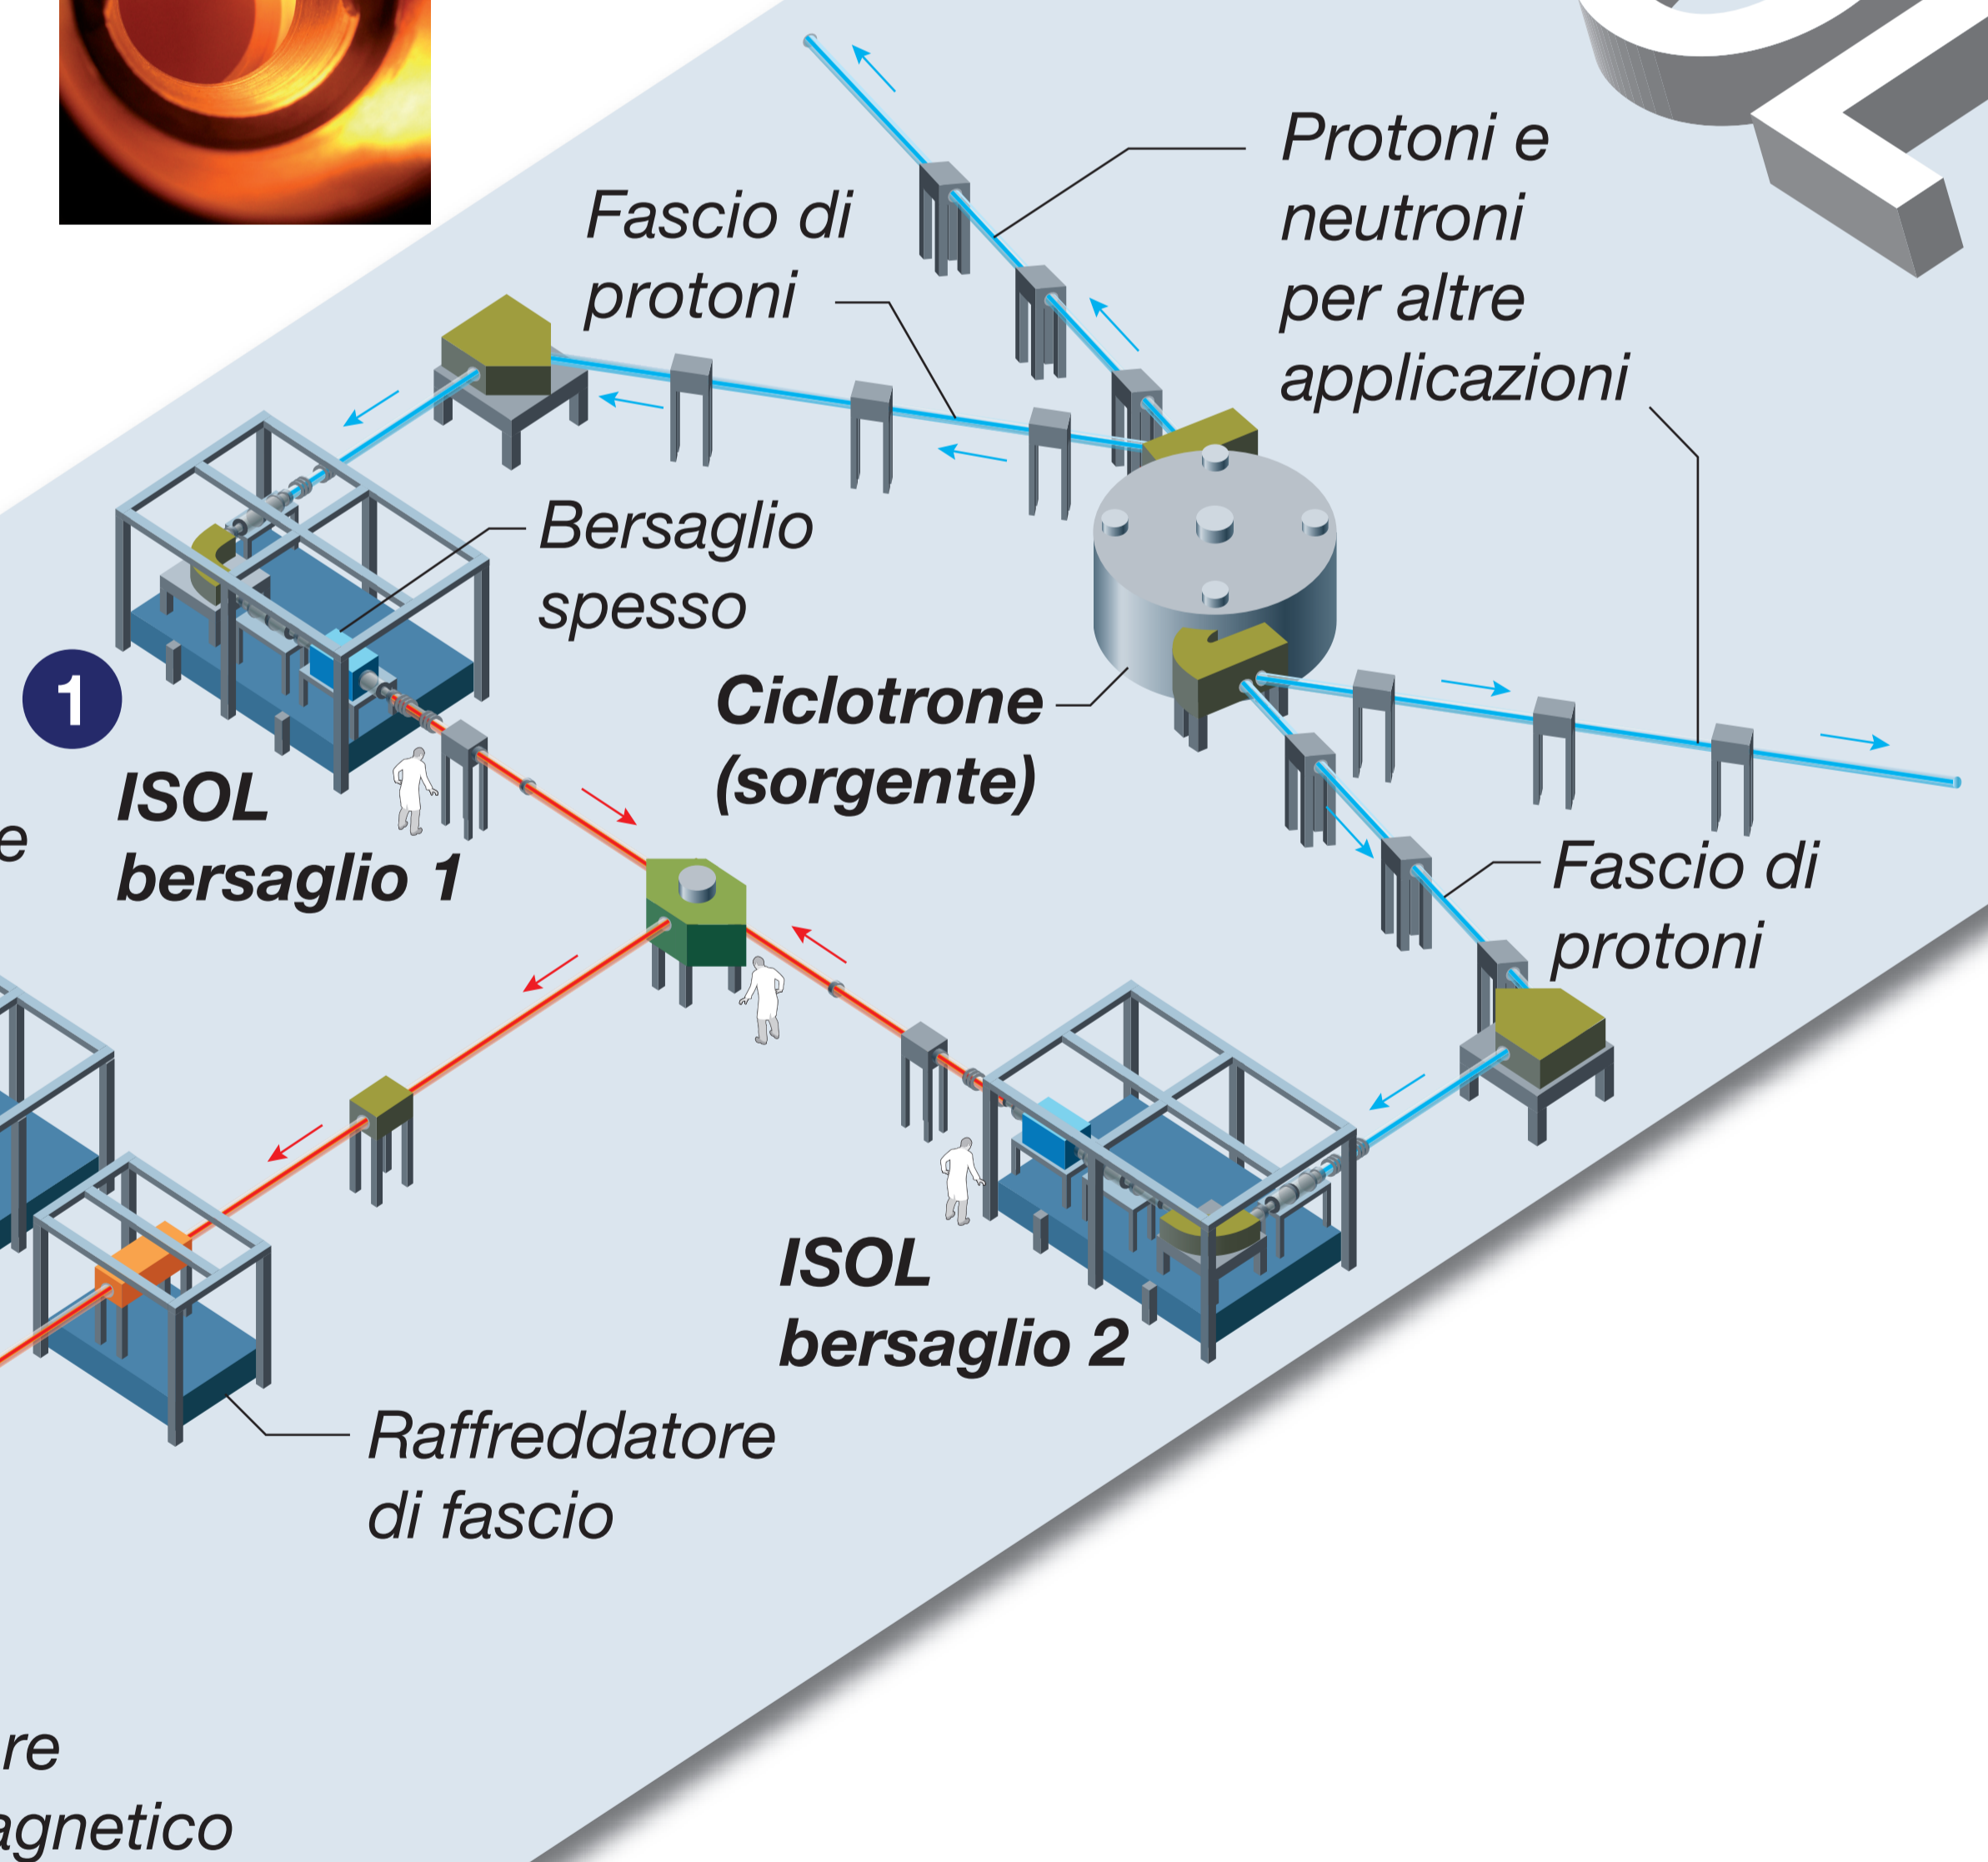 Protoni e
neutroni
per altre
applicazioni
Fascio di
protoni
Bersaglio
spesso
1
ISOL
bersaglio 1
Ciclotrone
(sorgente)
Fascio di
protoni
ISOL
bersaglio 2
Raffreddatore
di fascio